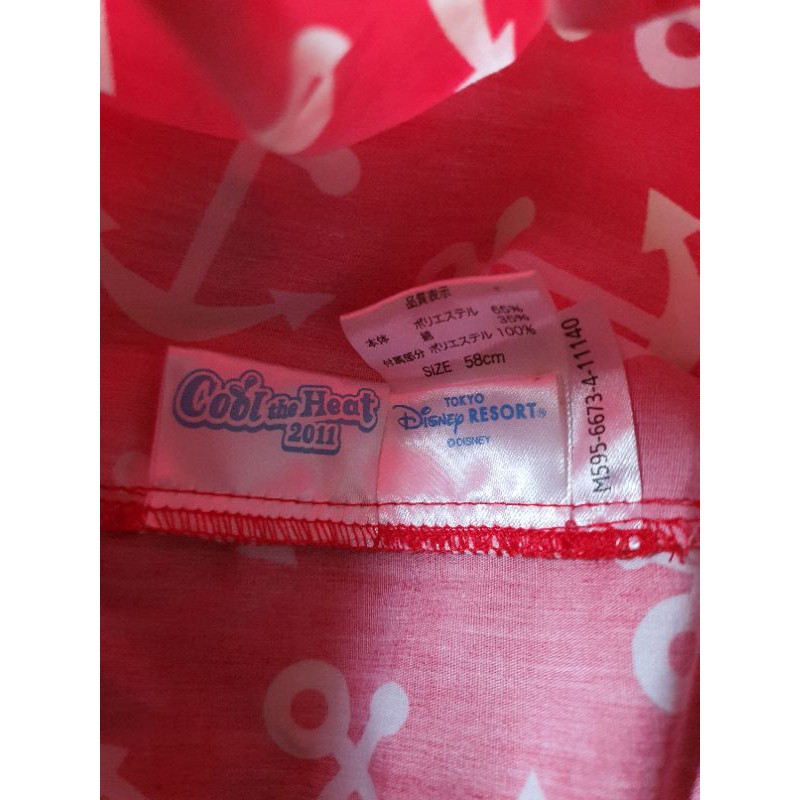 品質表示
本体 ポリエステル 65%
綿 35%
付属部分 ポリエステル 100%
SIZE 58cm
Cool the Heat
2011
TOKYO
Disney RESORT®
©DISNEY
M595-6673-4-11140